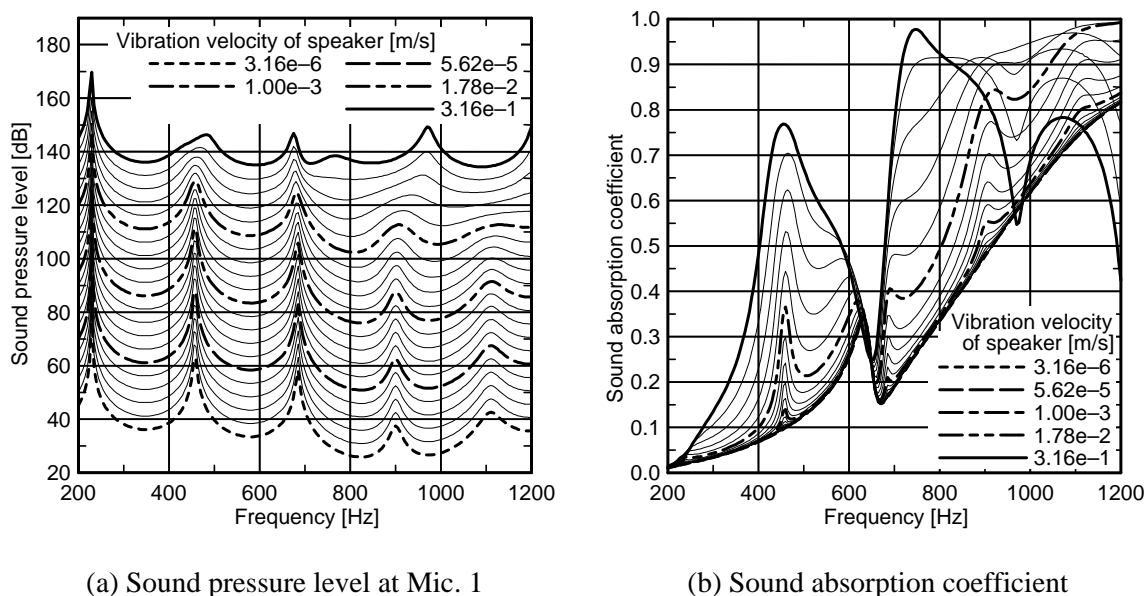 180
160
140
120
100
80
60
40
20
Sound pressure level [dB]
Vibration velocity of speaker [m/s]
3.16e–6
5.62e–5
1.00e–3
1.78e–2
3.16e–1
200
400
600
800
1000
1200
Frequency [Hz]
(a) Sound pressure level at Mic. 1
1.0
0.9
0.8
0.7
0.6
0.5
0.4
0.3
0.2
0.1
0.0
Sound absorption coefficient
Vibration velocity
of speaker [m/s]
3.16e–6
5.62e–5
1.00e–3
1.78e–2
3.16e–1
200
400
600
800
1000
1200
Frequency [Hz]
(b) Sound absorption coefficient